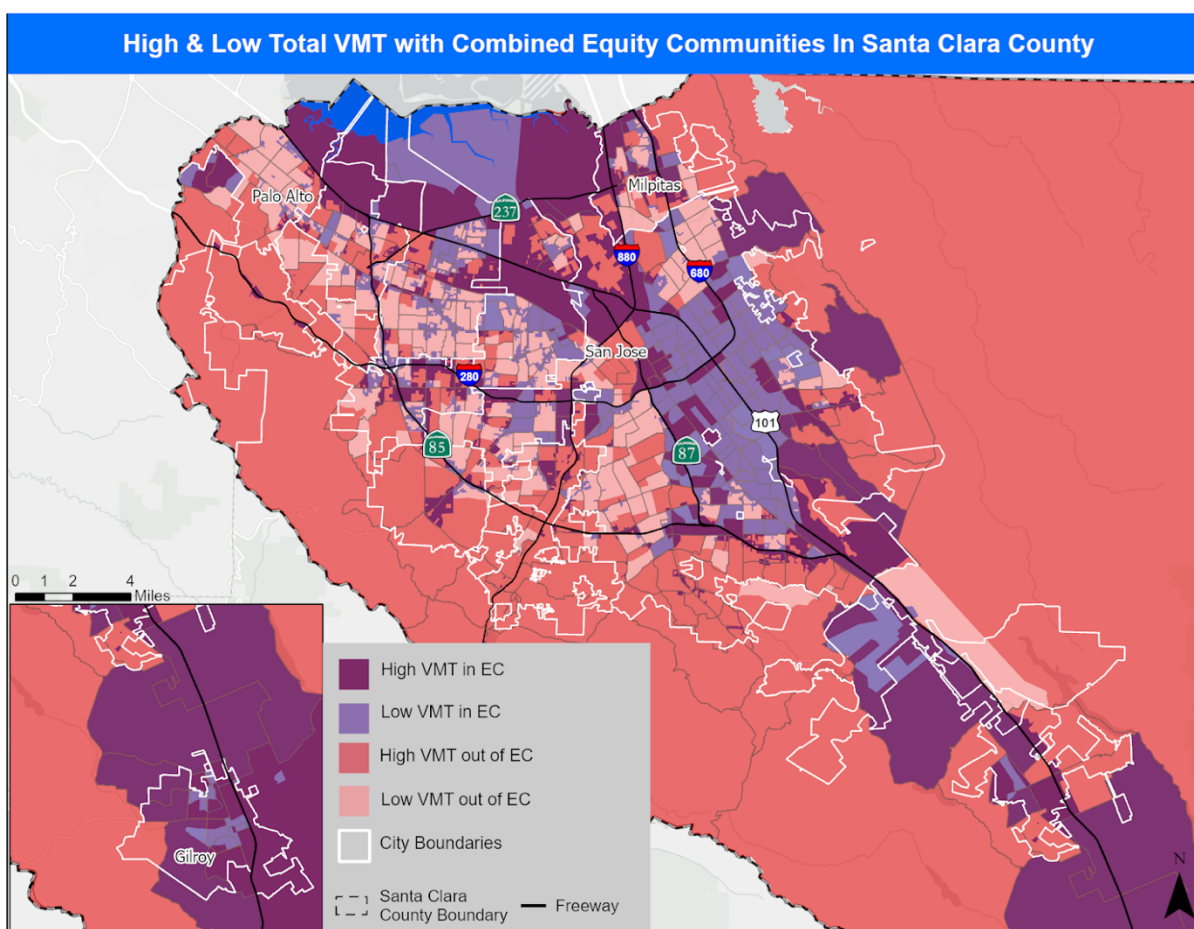 High & Low Total VMT with Combined Equity Communities In Santa Clara County
Palo Alto
Milpitas
237
880
680
San Jose
280
101
85
87
0 1 2 4
Miles
Gilroy
High VMT in EC
Low VMT in EC
High VMT out of EC
Low VMT out of EC
City Boundaries
Santa Clara
County Boundary
Freeway
N